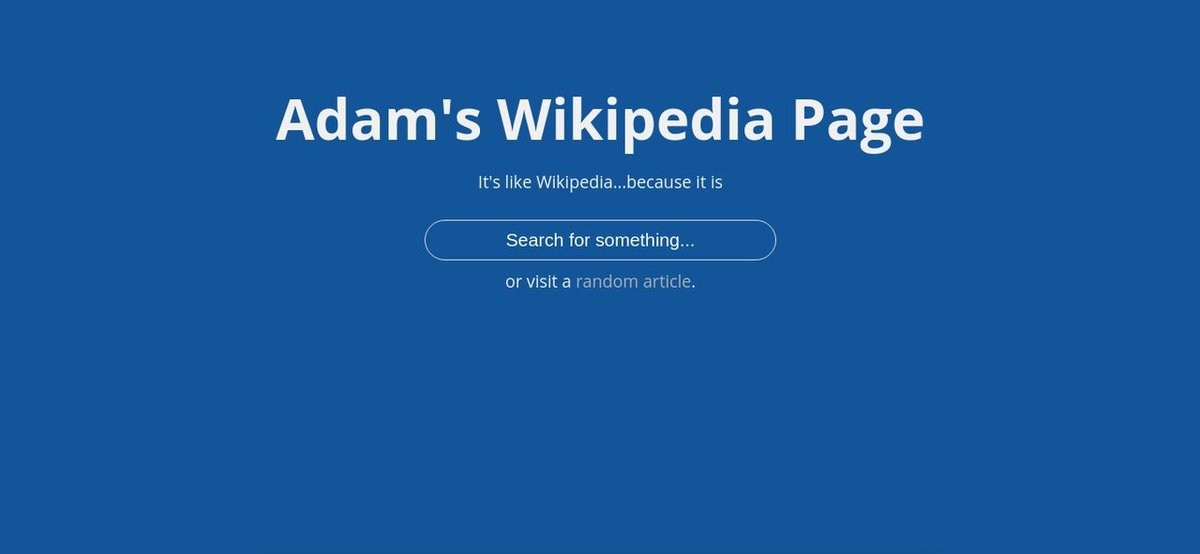 Adam's Wikipedia Page
It's like Wikipedia...because it is
Search for something...
or visit a random article.